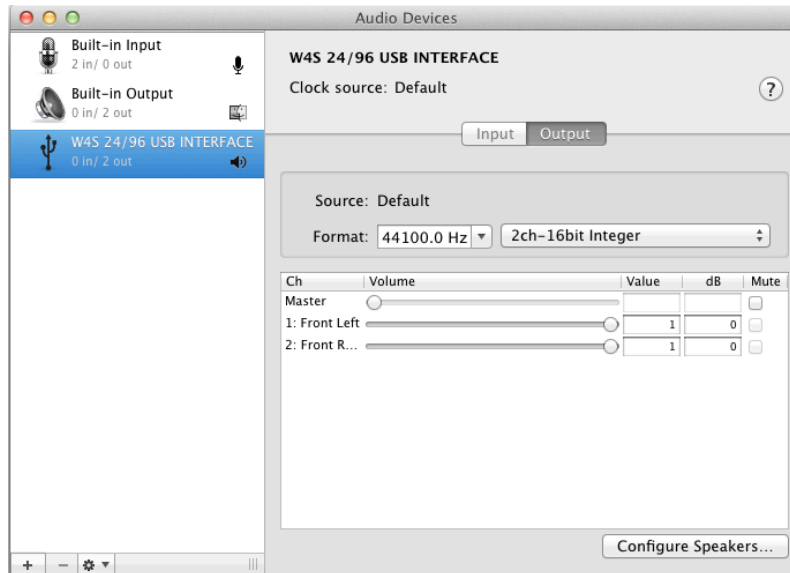 Audio Devices
Built-in Input
2 in/ 0 out
Built-in Output
0 in/ 2 out
W4S 24/96 USB INTERFACE
0 in/ 2 out
W4S 24/96 USB INTERFACE
Clock source: Default
?
Input Output
Source: Default
Format: 44100.0 Hz 2ch-16bit Integer
Ch Volume Value dB Mute
Master
1: Front Left 1 0
2: Front R... 1 0
Configure Speakers...
+ −